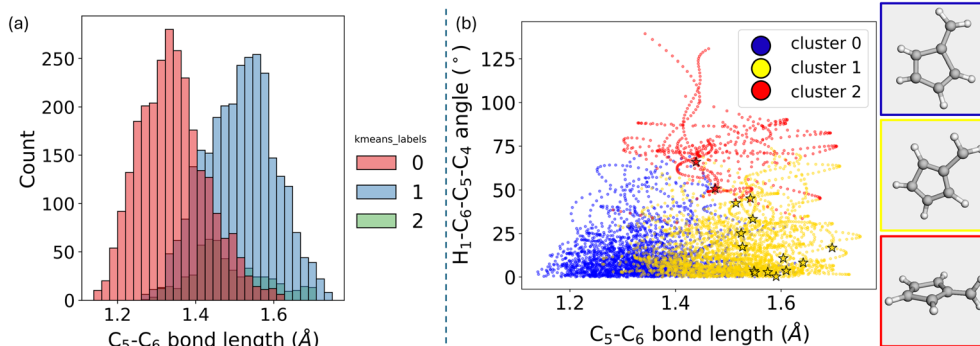 (a)
250
200
150
100
50
0
Count
1.2
1.4
1.6
C₅-C₆ bond length (Å)
kmeans_labels
0
1
2
(b)
125
100
75
50
25
0
H₁-C₆-C₅-C₄ angle (°)
1.2
1.4
1.6
C₅-C₆ bond length (Å)
cluster 0
cluster 1
cluster 2